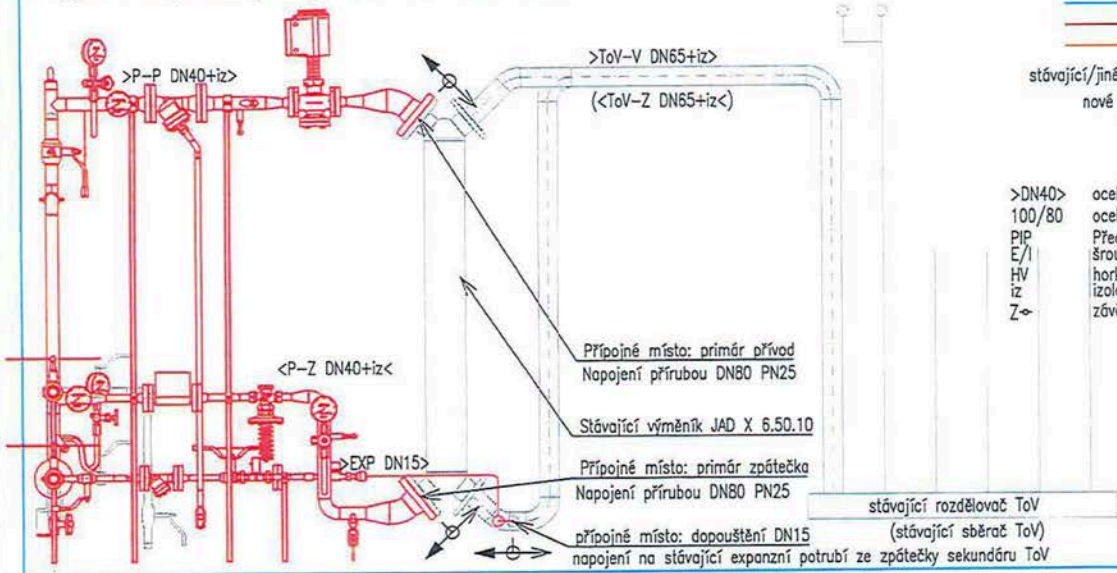 >P-P DN40+iz>
>ToV-V DN65+iz>
(<ToV-Z DN65+iz<)
stávající/jiné
nové
>DN40>
100/80
PIP
E/I
HV
iz
Z
<P-Z DN40+iz<
Přípojné místo: primár přívod
Napojení přírubou DN80 PN25
Stávající výměník JAD X 6.50.10
>EXP DN15>
Přípojné místo: primár zpátečka
Napojení přírubou DN80 PN25
stávající rozdělovač ToV
(stávající sběrač ToV)
přípojné místo: dopouštění DN15
napojení na stávající expanzní potrubí ze zpátečky sekundáru ToV